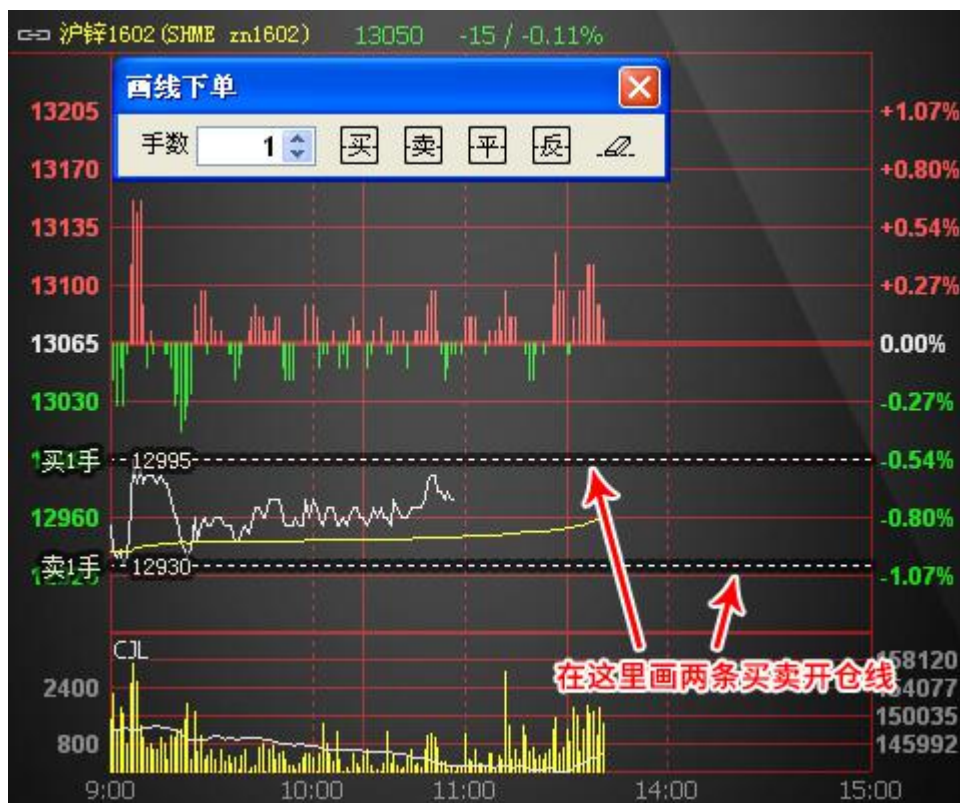 沪锌1602(SHME zn1602) 13050 -15 / -0.11%
画线下单
手数 1 买 卖 平 反
13205 +1.07%
13170 +0.80%
13135 +0.54%
13100 +0.27%
13065 0.00%
13030 -0.27%
买1手 12995 -0.54%
12960 -0.80%
卖1手 12930
-1.07%
CJL
158120
在这里画两条买卖开仓线
2400 154077
150035
800 145992
9:00 10:00 11:00 14:00 15:00